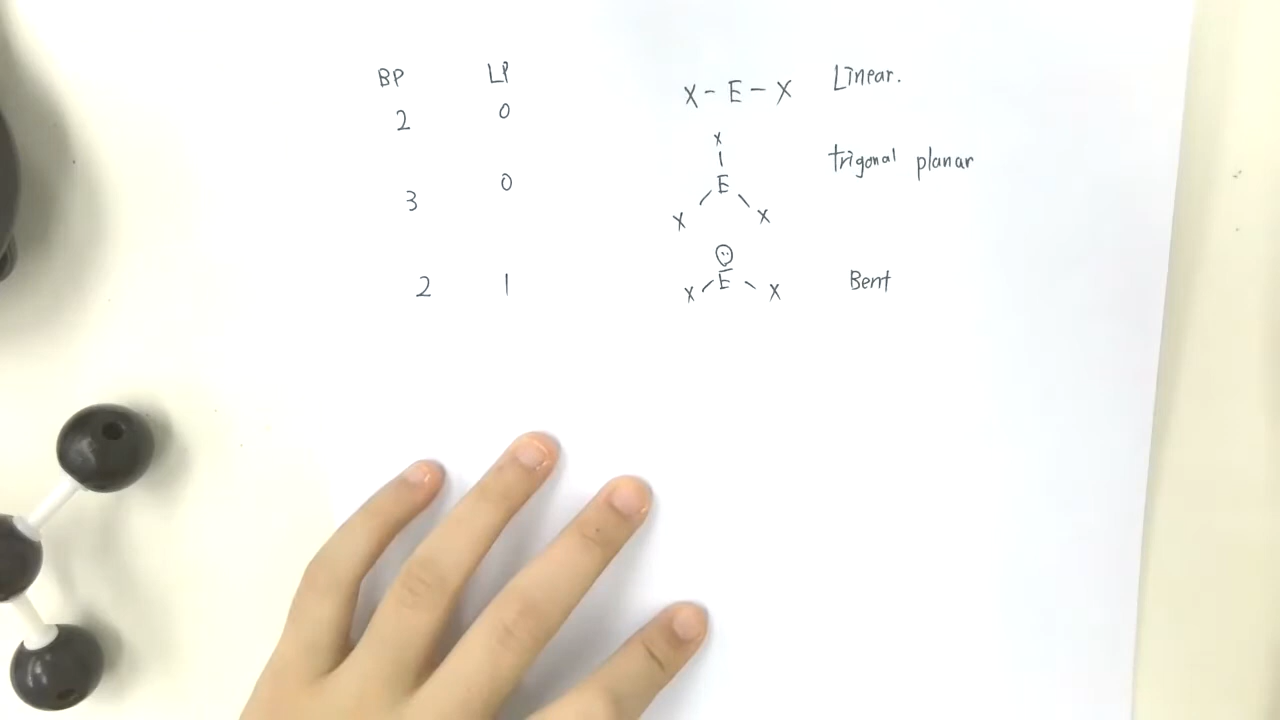 BP LP
2 0 X - E - X Linear.
X
3 0 E trigonal planar
X X
2 1 X E X Bent